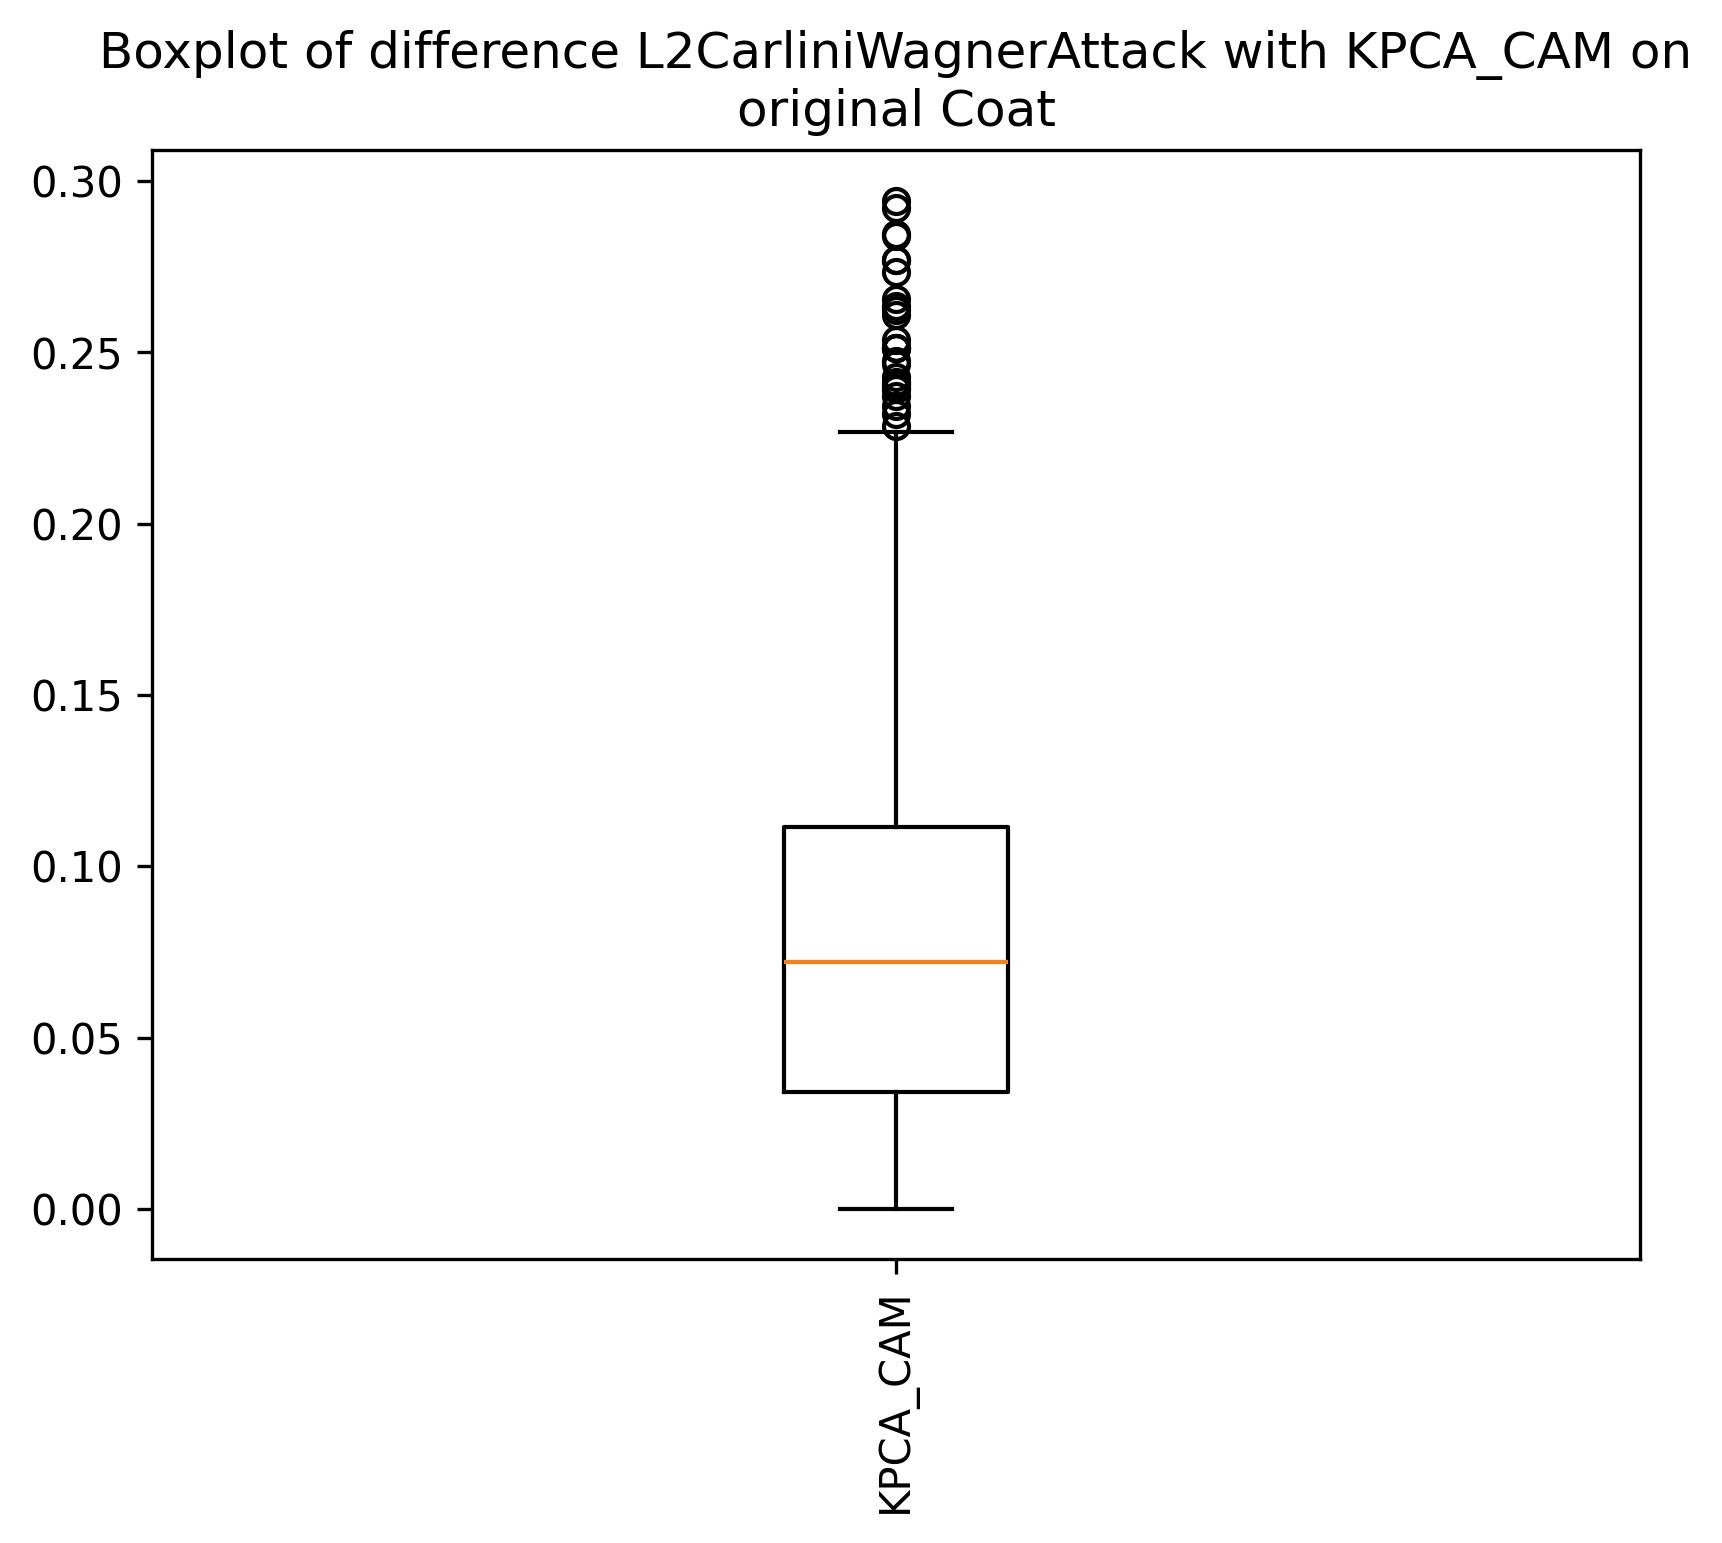 Boxplot of difference L2CarliniWagnerAttack with KPCA_CAM on
original Coat
0.30
0.25
0.20
0.15
0.10
0.05
0.00
KPCA_CAM